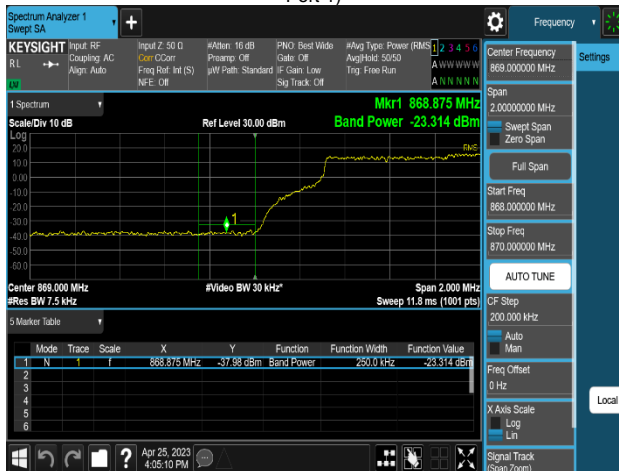 Port 1)
Spectrum Analyzer 1
Swept SA
Frequency
Settings
KEYSIGHT
RL
Input: RF
Coupling: AC
Align: Auto
Input Z: 50 Ω
Corr CCorr
Freq Ref: Int (S)
NFE: Off
#Atten: 16 dB
Preamp: Off
µW Path: Standard
PNO: Best Wide
Gate: Off
IF Gain: Low
Sig Track: Off
#Avg Type: Power (RMS
Avg|Hold: 50/50
Trig: Free Run
1 2 3 4 5 6
A W W W W W
A N N N N N
1 Spectrum
Scale/Div 10 dB
Log
Ref Level 30.00 dBm
Mkr1 868.875 MHz
Band Power -23.314 dBm
RMS
20.0
10.0
0.00
-10.0
-20.0
-30.0
-40.0
-50.0
-60.0
1
Center 869.000 MHz
#Res BW 7.5 kHz
#Video BW 30 kHz*
Span 2.000 MHz
Sweep 11.8 ms (1001 pts)
5 Marker Table
Mode Trace Scale X Y Function Function Width Function Value
1 N 1 f 868.875 MHz -37.98 dBm Band Power 250.0 kHz -23.314 dBm
2
3
4
5
6
Center Frequency
869.000000 MHz
Span
2.00000000 MHz
Swept Span
Zero Span
Full Span
Start Freq
868.000000 MHz
Stop Freq
870.000000 MHz
AUTO TUNE
CF Step
200.000 kHz
Auto
Man
Freq Offset
0 Hz
X Axis Scale
Log
Lin
Signal Track
(Span Zoom)
Local
?
Apr 25, 2023
4:05:10 PM